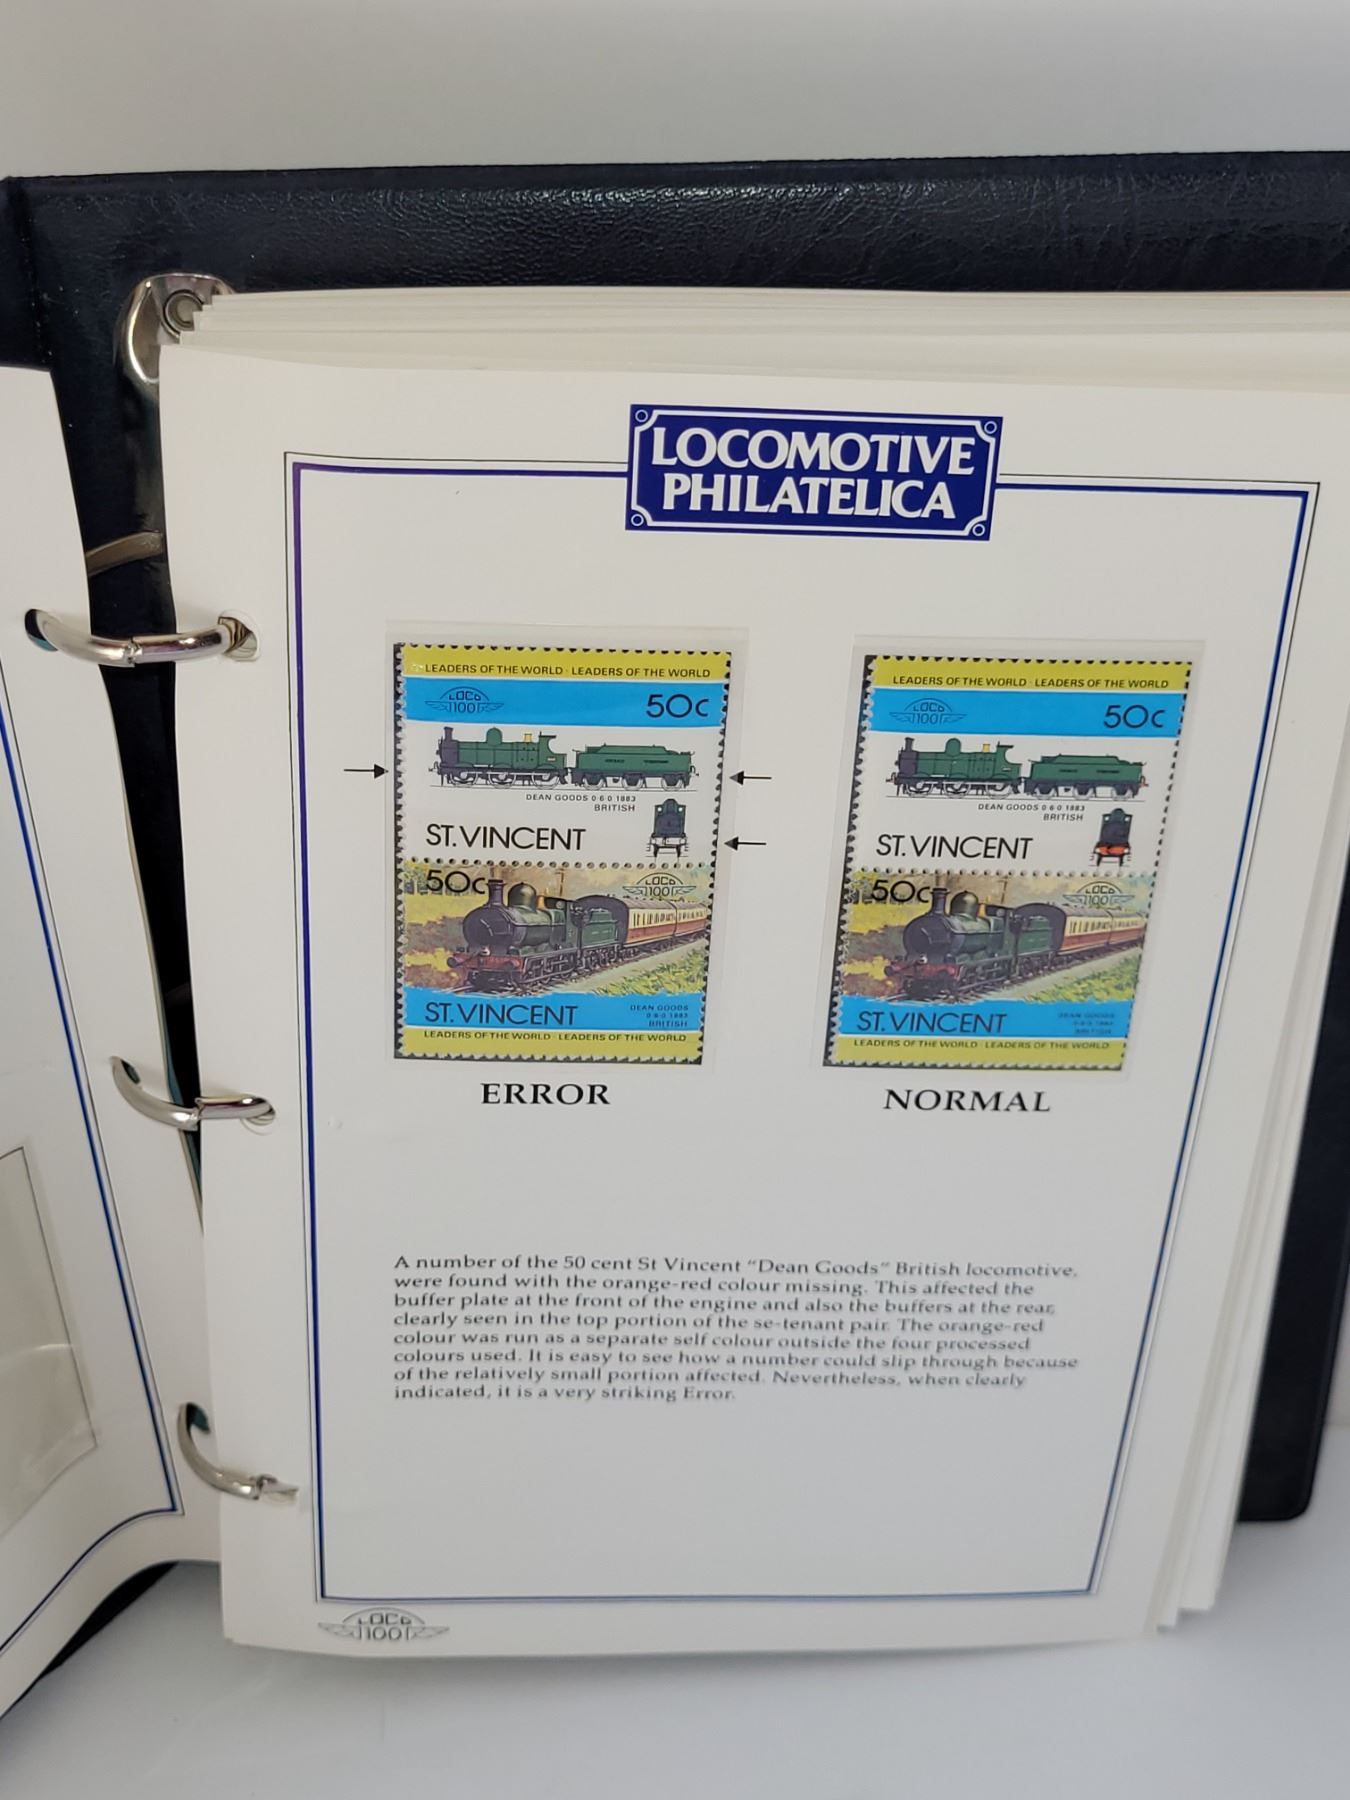 LOCOMOTIVE
PHILATELICA
LEADERS OF THE WORLD · LEADERS OF THE WORLD
LOCO
100
50c
DEAN GOODS 0-6-0 1883
BRITISH
ST.VINCENT
50c
LOCO
100
ST.VINCENT
DEAN GOODS
0-6-0 1883
BRITISH
LEADERS OF THE WORLD · LEADERS OF THE WORLD
ERROR
LEADERS OF THE WORLD · LEADERS OF THE WORLD
LOCO
100
50c
DEAN GOODS 0-6-0 1883
BRITISH
ST.VINCENT
50c
LOCO
100
ST.VINCENT
DEAN GOODS
0-6-0 1883
BRITISH
LEADERS OF THE WORLD · LEADERS OF THE WORLD
NORMAL
A number of the 50 cent St Vincent "Dean Goods" British locomotive,
were found with the orange-red colour missing. This affected the
buffer plate at the front of the engine and also the buffers at the rear,
clearly seen in the top portion of the se-tenant pair. The orange-red
colour was run as a separate self colour outside the four processed
colours used. It is easy to see how a number could slip through because
of the relatively small portion affected. Nevertheless, when clearly
indicated, it is a very striking Error.
LOCO
100